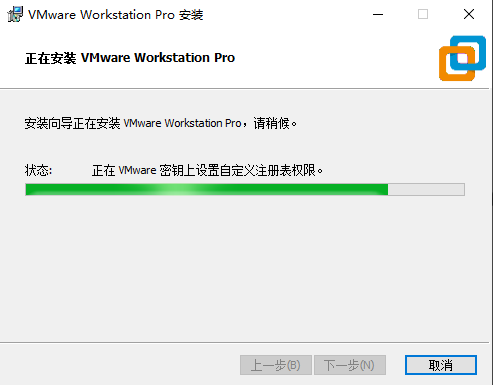 VMware Workstation Pro 安装
正在安装 VMware Workstation Pro
安装向导正在安装 VMware Workstation Pro，请稍候。
状态: 正在 VMware 密钥上设置自定义注册表权限。
上一步(B) 下一步(N) 取消